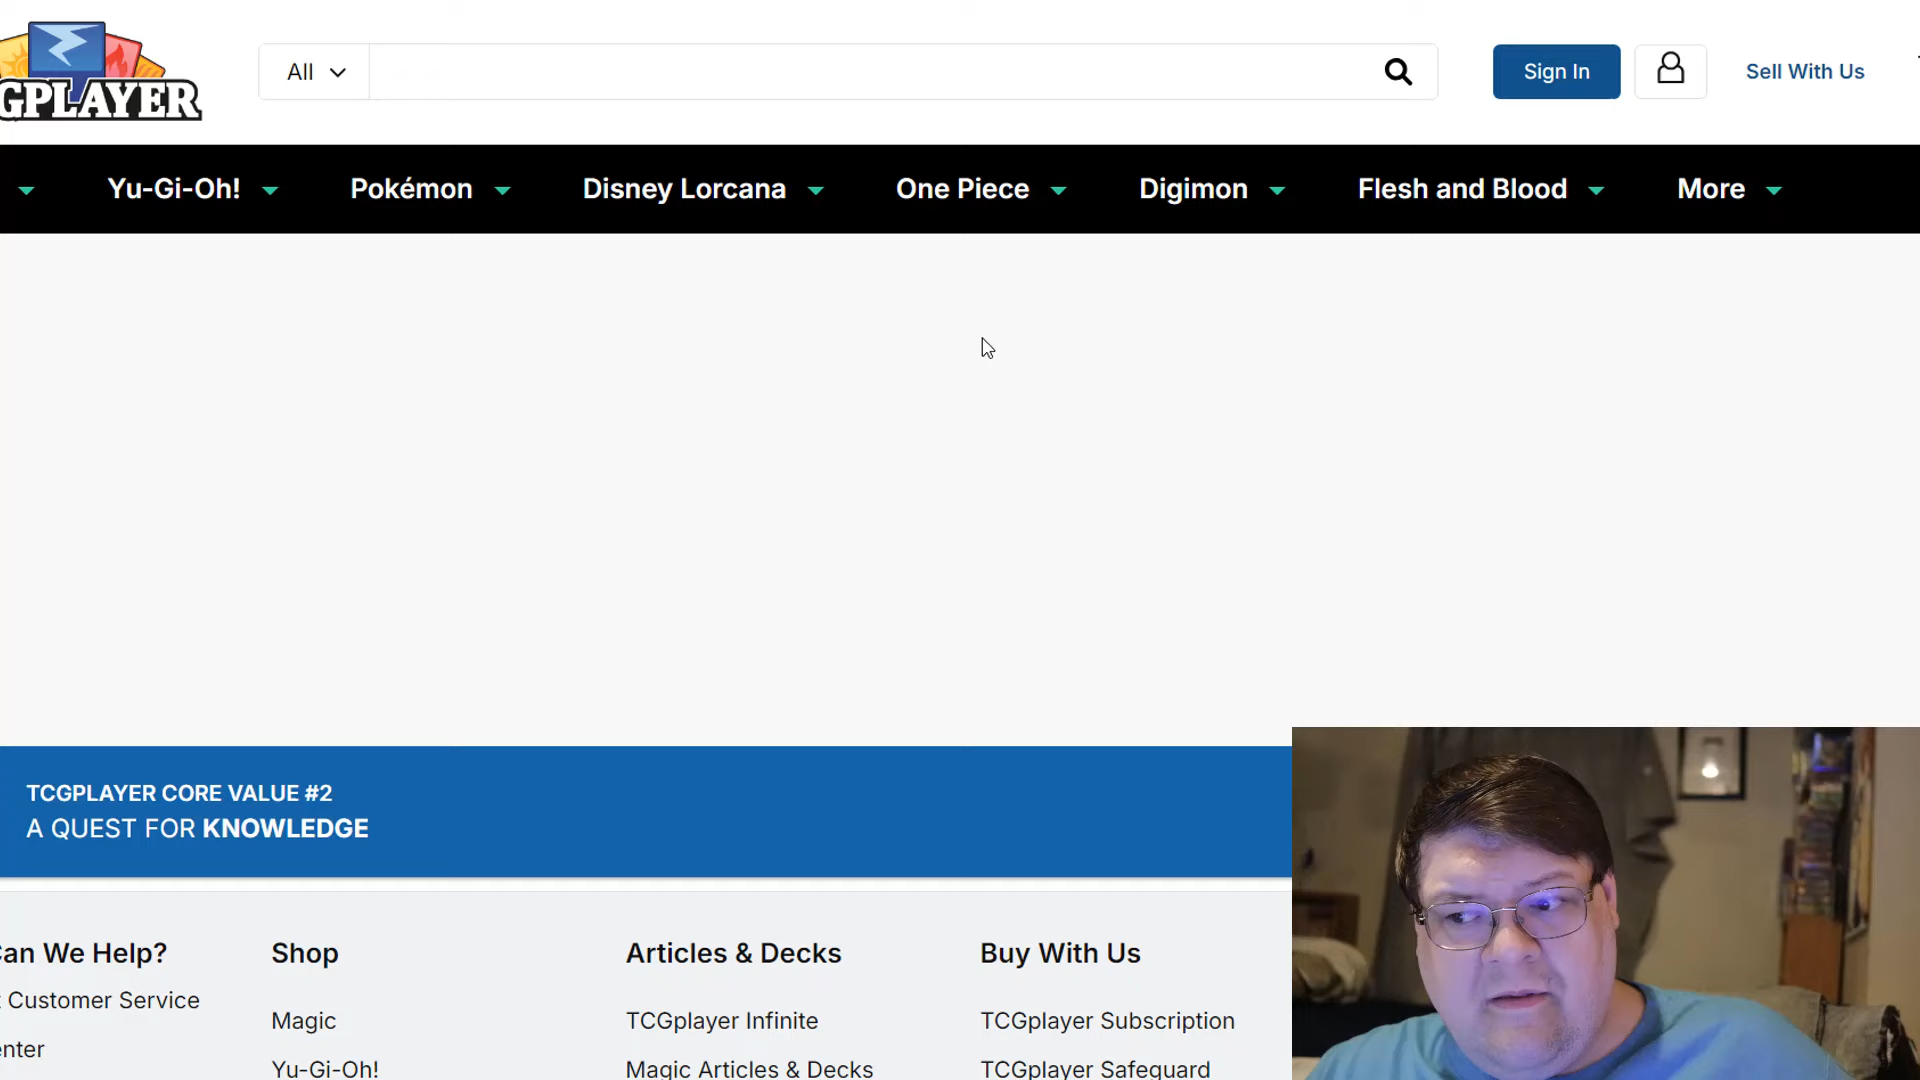 GPLAYER
All
Sign In
Sell With Us
Yu-Gi-Oh!
Pokémon
Disney Lorcana
One Piece
Digimon
Flesh and Blood
More
TCGPLAYER CORE VALUE #2
A QUEST FOR KNOWLEDGE
Can We Help?
Customer Service
enter
Shop
Magic
Yu-Gi-Oh!
Articles & Decks
TCGplayer Infinite
Magic Articles & Decks
Buy With Us
TCGplayer Subscription
TCGplayer Safeguard